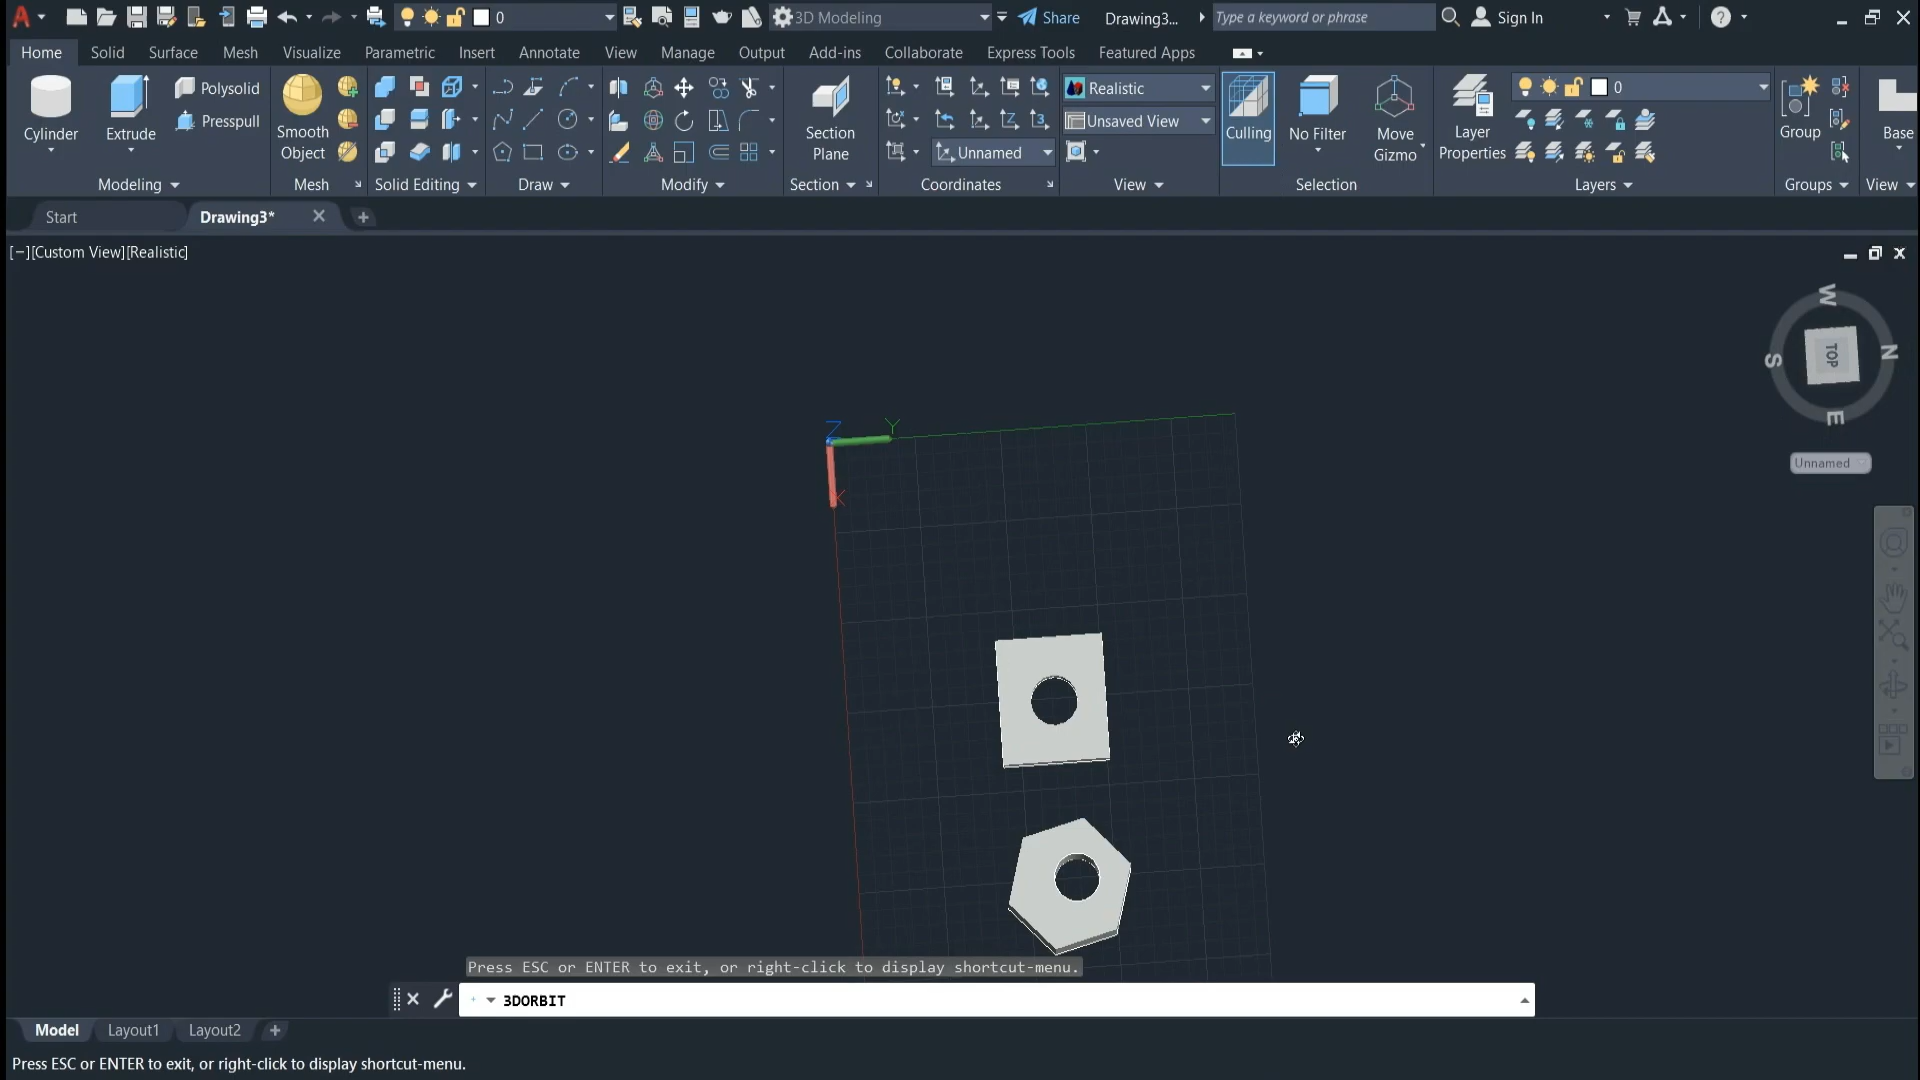 0 3D Modeling Share Drawing3... Type a keyword or phrase Sign In
Home Solid Surface Mesh Visualize Parametric Insert Annotate View Manage Output Add-ins Collaborate Express Tools Featured Apps
Cylinder
Extrude
Polysolid
Presspull
Smooth
Object
Section
Plane
Unnamed
Realistic
Unsaved View
Culling
No Filter
Move
Gizmo
Layer
Properties
0
Group
Base
Modeling Mesh Solid Editing Draw Modify Section Coordinates View Selection Layers Groups View
Start Drawing3*
[−][Custom View][Realistic]
W
S TOP N
E
Unnamed
Z Y
X
Press ESC or ENTER to exit, or right-click to display shortcut-menu.
3DORBIT
Model Layout1 Layout2
Press ESC or ENTER to exit, or right-click to display shortcut-menu.